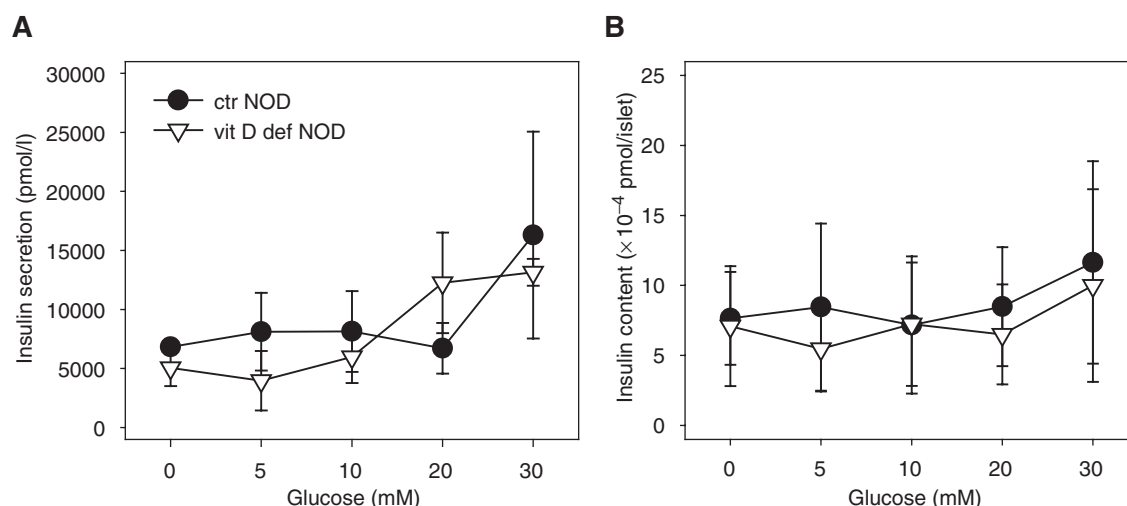 A
Insulin secretion (pmol/l)
30000
25000
20000
15000
10000
5000
0
ctr NOD
vit D def NOD
0 5 10 20 30
Glucose (mM)
B
Insulin content (×10⁻⁴ pmol/islet)
25
20
15
10
5
0
0 5 10 20 30
Glucose (mM)